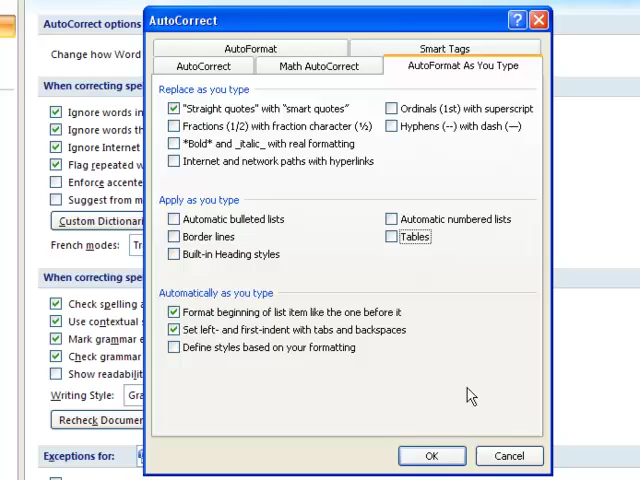 AutoCorrect options
Change how Word
When correcting spel
Ignore words in
Ignore words th
Ignore Internet
Flag repeated w
Enforce accente
Suggest from m
Custom Dictionari
French modes:
When correcting spel
Check spelling a
Use contextual s
Mark grammar e
Check grammar
Show readability
Writing Style: Gra
Recheck Documen
Exceptions for:
AutoCorrect
AutoFormat
Smart Tags
AutoCorrect
Math AutoCorrect
AutoFormat As You Type
Replace as you type
"Straight quotes" with “smart quotes”
Ordinals (1st) with superscript
Fractions (1/2) with fraction character (½)
Hyphens (--) with dash (—)
*Bold* and _italic_ with real formatting
Internet and network paths with hyperlinks
Apply as you type
Automatic bulleted lists
Automatic numbered lists
Border lines
Tables
Built-in Heading styles
Automatically as you type
Format beginning of list item like the one before it
Set left- and first-indent with tabs and backspaces
Define styles based on your formatting
OK
Cancel